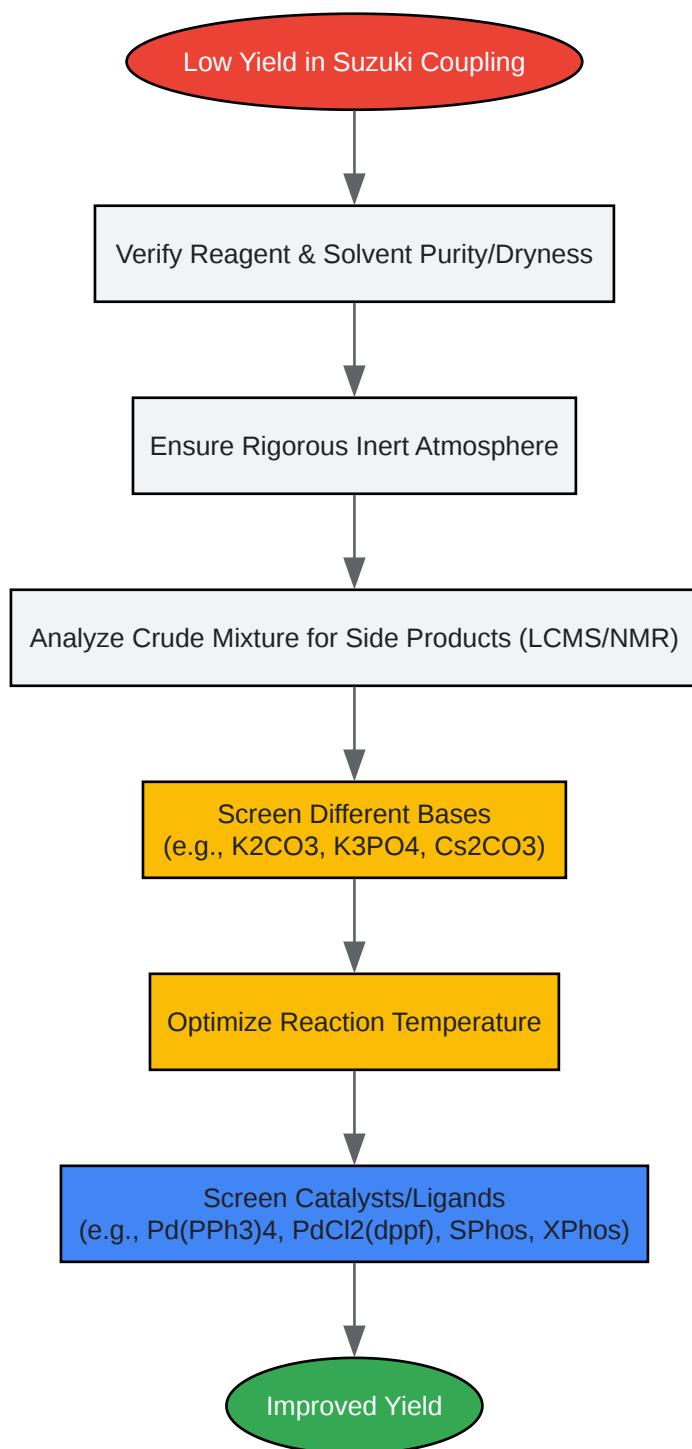 Low Yield in Suzuki Coupling
Verify Reagent & Solvent Purity/Dryness
Ensure Rigorous Inert Atmosphere
Analyze Crude Mixture for Side Products (LCMS/NMR)
Screen Different Bases
(e.g., K2CO3, K3PO4, Cs2CO3)
Optimize Reaction Temperature
Screen Catalysts/Ligands
(e.g., Pd(PPh3)4, PdCl2(dppf), SPhos, XPhos)
Improved Yield